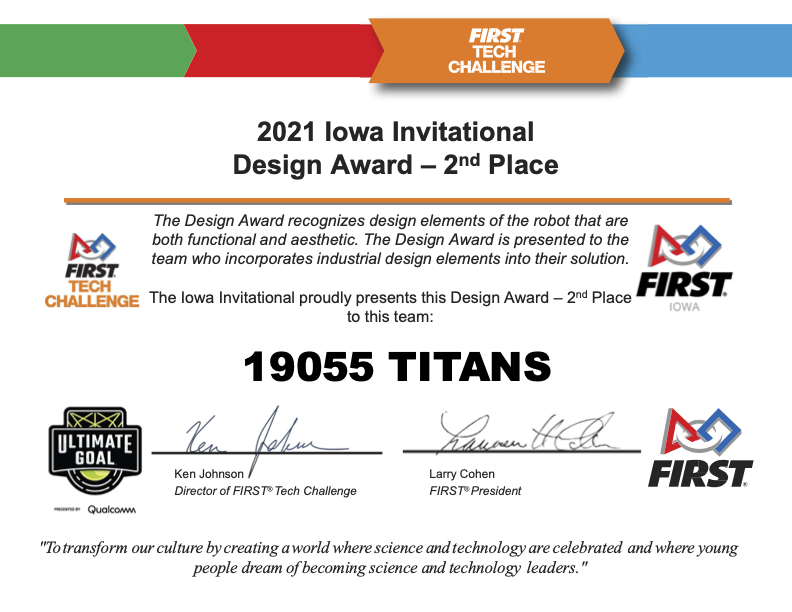 FIRST®
TECH
CHALLENGE
2021 Iowa Invitational
Design Award – 2nd Place
The Design Award recognizes design elements of the robot that are
both functional and aesthetic. The Design Award is presented to the
team who incorporates industrial design elements into their solution.
FIRST®
TECH
CHALLENGE
FIRST®
IOWA
The Iowa Invitational proudly presents this Design Award – 2nd Place
to this team:
19055 TITANS
ULTIMATE
GOAL
PRESENTED BY Qualcomm
Ken Johnson
Ken Johnson
Director of FIRST® Tech Challenge
Larry Cohen
FIRST® President
FIRST®
"To transform our culture by creating a world where science and technology are celebrated and where young
people dream of becoming science and technology leaders."